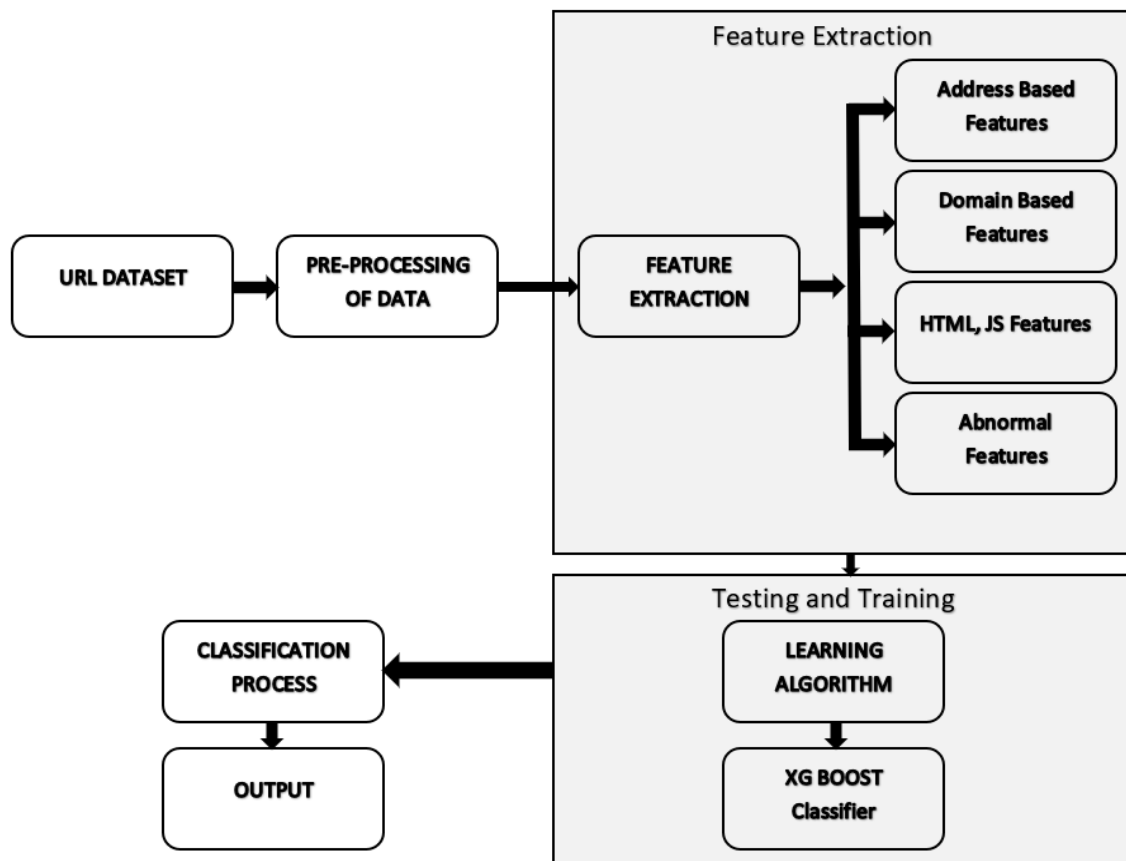 Feature Extraction
Address Based
Features
Domain Based
Features
URL DATASET
PRE-PROCESSING
OF DATA
FEATURE
EXTRACTION
HTML, JS Features
Abnormal
Features
Testing and Training
CLASSIFICATION
PROCESS
LEARNING
ALGORITHM
OUTPUT
XG BOOST
Classifier